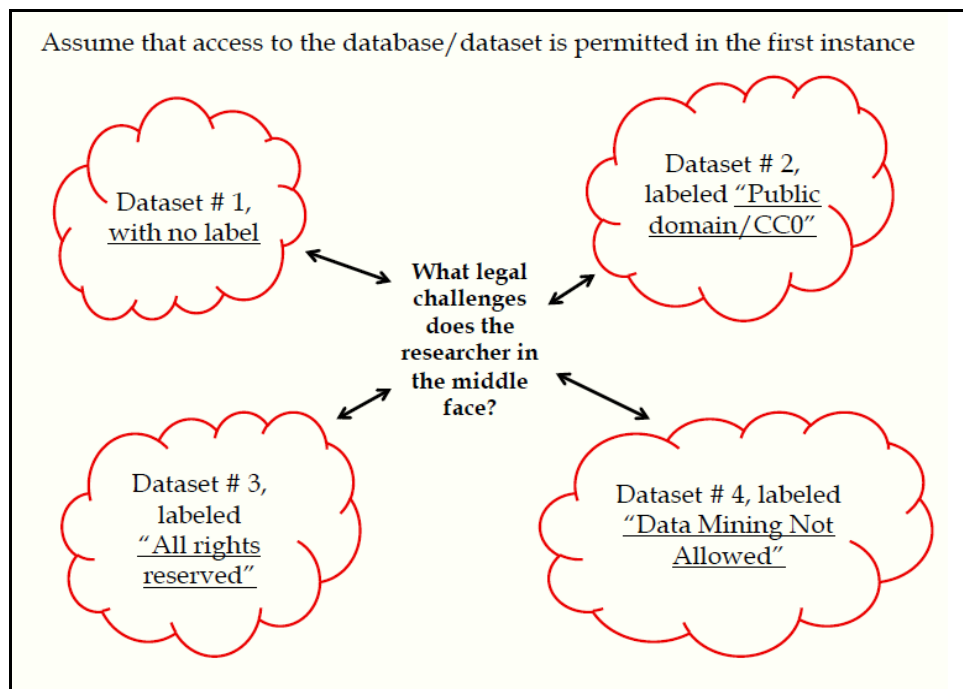 Assume that access to the database/dataset is permitted in the first instance
Dataset # 1,
with no label
Dataset # 2,
labeled “Public
domain/CC0”
What legal
challenges
does the
researcher in
the middle
face?
Dataset # 3,
labeled
“All rights
reserved”
Dataset # 4, labeled
“Data Mining Not
Allowed”